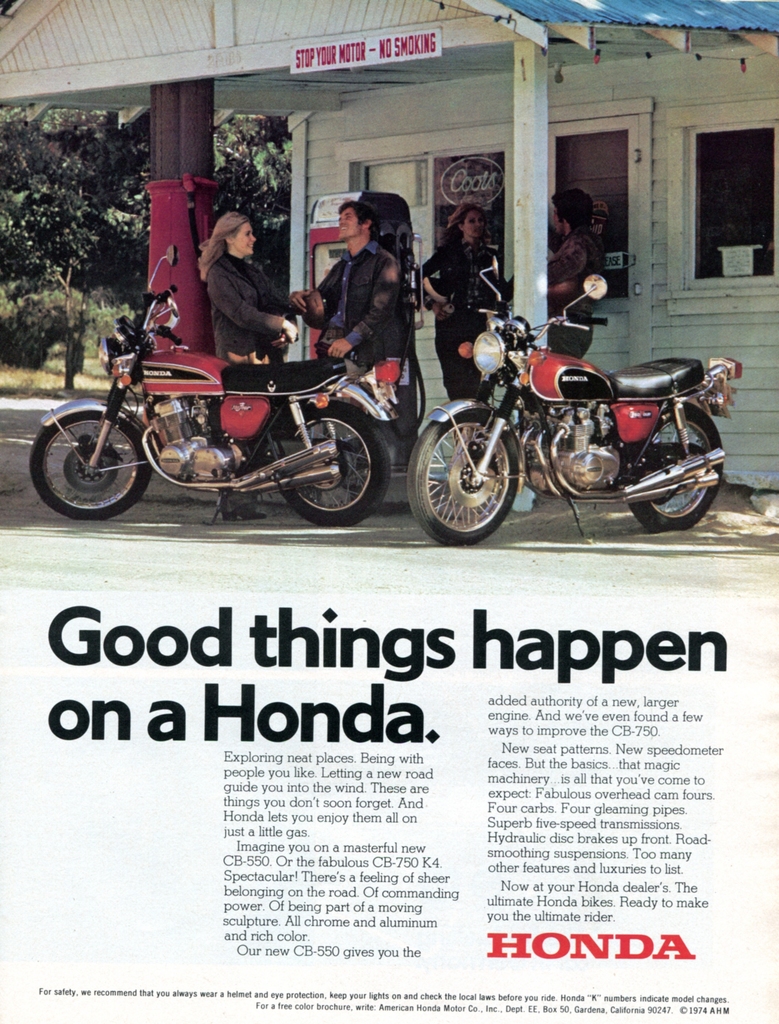 STOP YOUR MOTOR – NO SMOKING
Coors
HONDA
HONDA
Good things happen
on a Honda.
Exploring neat places. Being with
people you like. Letting a new road
guide you into the wind. These are
things you don't soon forget. And
Honda lets you enjoy them all on
just a little gas.
Imagine you on a masterful new
CB-550. Or the fabulous CB-750 K4.
Spectacular! There's a feeling of sheer
belonging on the road. Of commanding
power. Of being part of a moving
sculpture. All chrome and aluminum
and rich color.
Our new CB-550 gives you the
added authority of a new, larger
engine. And we've even found a few
ways to improve the CB-750.
New seat patterns. New speedometer
faces. But the basics...that magic
machinery...is all that you've come to
expect: Fabulous overhead cam fours.
Four carbs. Four gleaming pipes.
Superb five-speed transmissions.
Hydraulic disc brakes up front. Road-
smoothing suspensions. Too many
other features and luxuries to list.
Now at your Honda dealer's. The
ultimate Honda bikes. Ready to make
you the ultimate rider.
HONDA
For safety, we recommend that you always wear a helmet and eye protection, keep your lights on and check the local laws before you ride. Honda "K" numbers indicate model changes.
For a free color brochure, write: American Honda Motor Co., Inc., Dept. EE, Box 50, Gardena, California 90247. ©1974 AHM